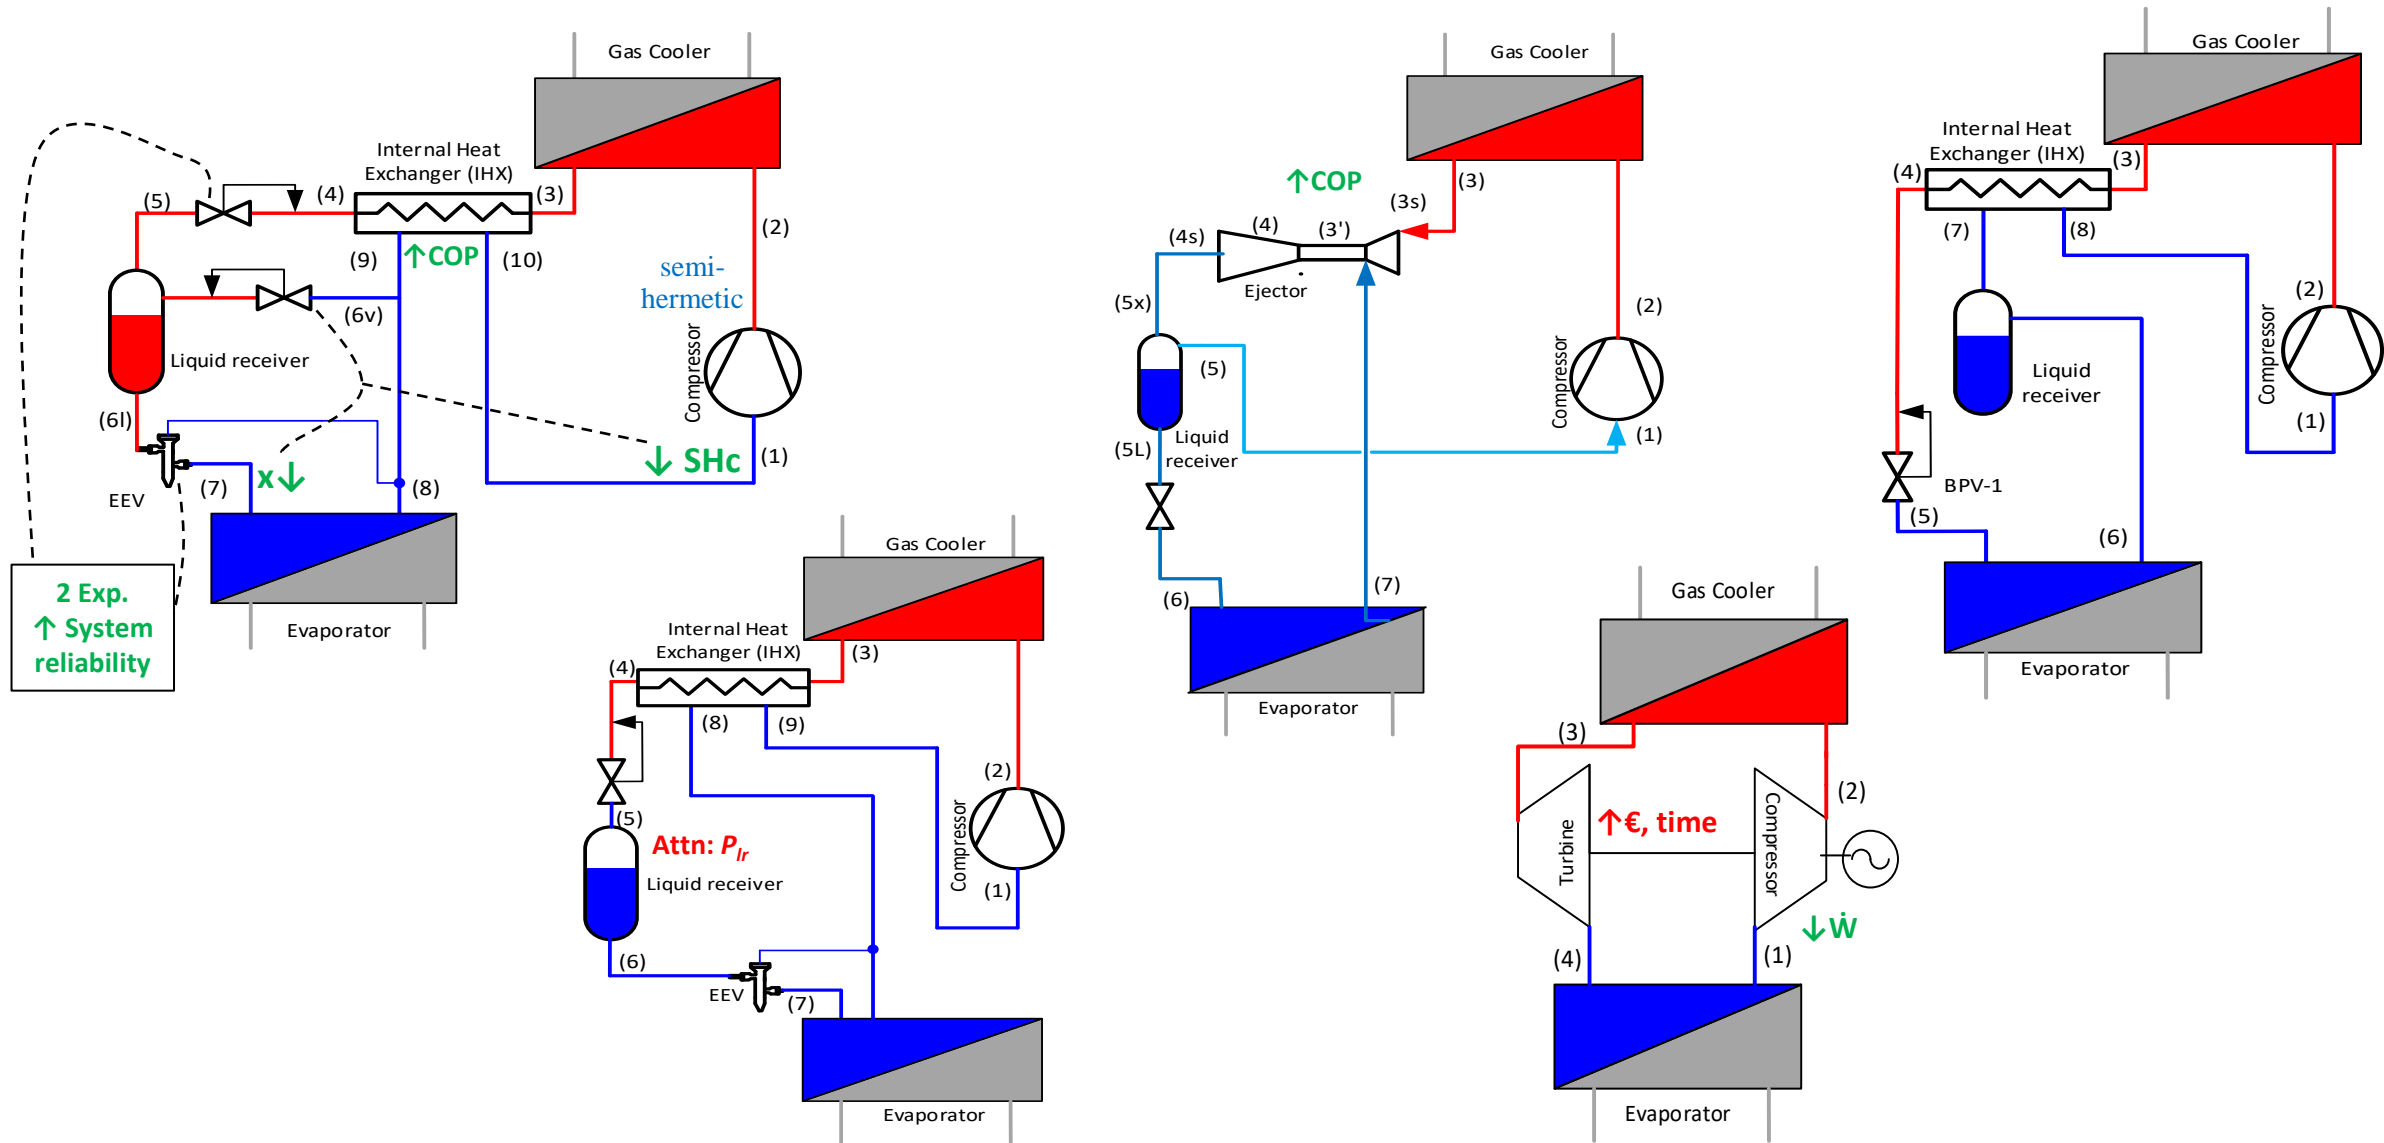 Gas Cooler
Internal Heat
Exchanger (IHX)
(3)
(4)
(5)
(2)
(9)
↑COP
(10)
semi-
hermetic
(6v)
Compressor
Liquid receiver
(6l)
(1)
↓ SHc
EEV
(7)
x↓
(8)
2 Exp.
↑ System
reliability
Evaporator
Gas Cooler
Internal Heat
Exchanger (IHX)
(3)
(4)
(8)
(9)
(2)
Compressor
(5)
Attn: Plr
Liquid receiver
(1)
(6)
EEV
(7)
Evaporator
Gas Cooler
↑COP
(3)
(3s)
(4)
(3')
(4s)
Ejector
(5x)
(2)
Compressor
(5)
Liquid
receiver
(5L)
(1)
(6)
(7)
Evaporator
Gas Cooler
Internal Heat
Exchanger (IHX)
(3)
(4)
(7)
(8)
(2)
Compressor
Liquid
receiver
(1)
BPV-1
(5)
(6)
Evaporator
Gas Cooler
(3)
(2)
Turbine
↑€, time
Compressor
↓Ẇ
(4)
(1)
Evaporator